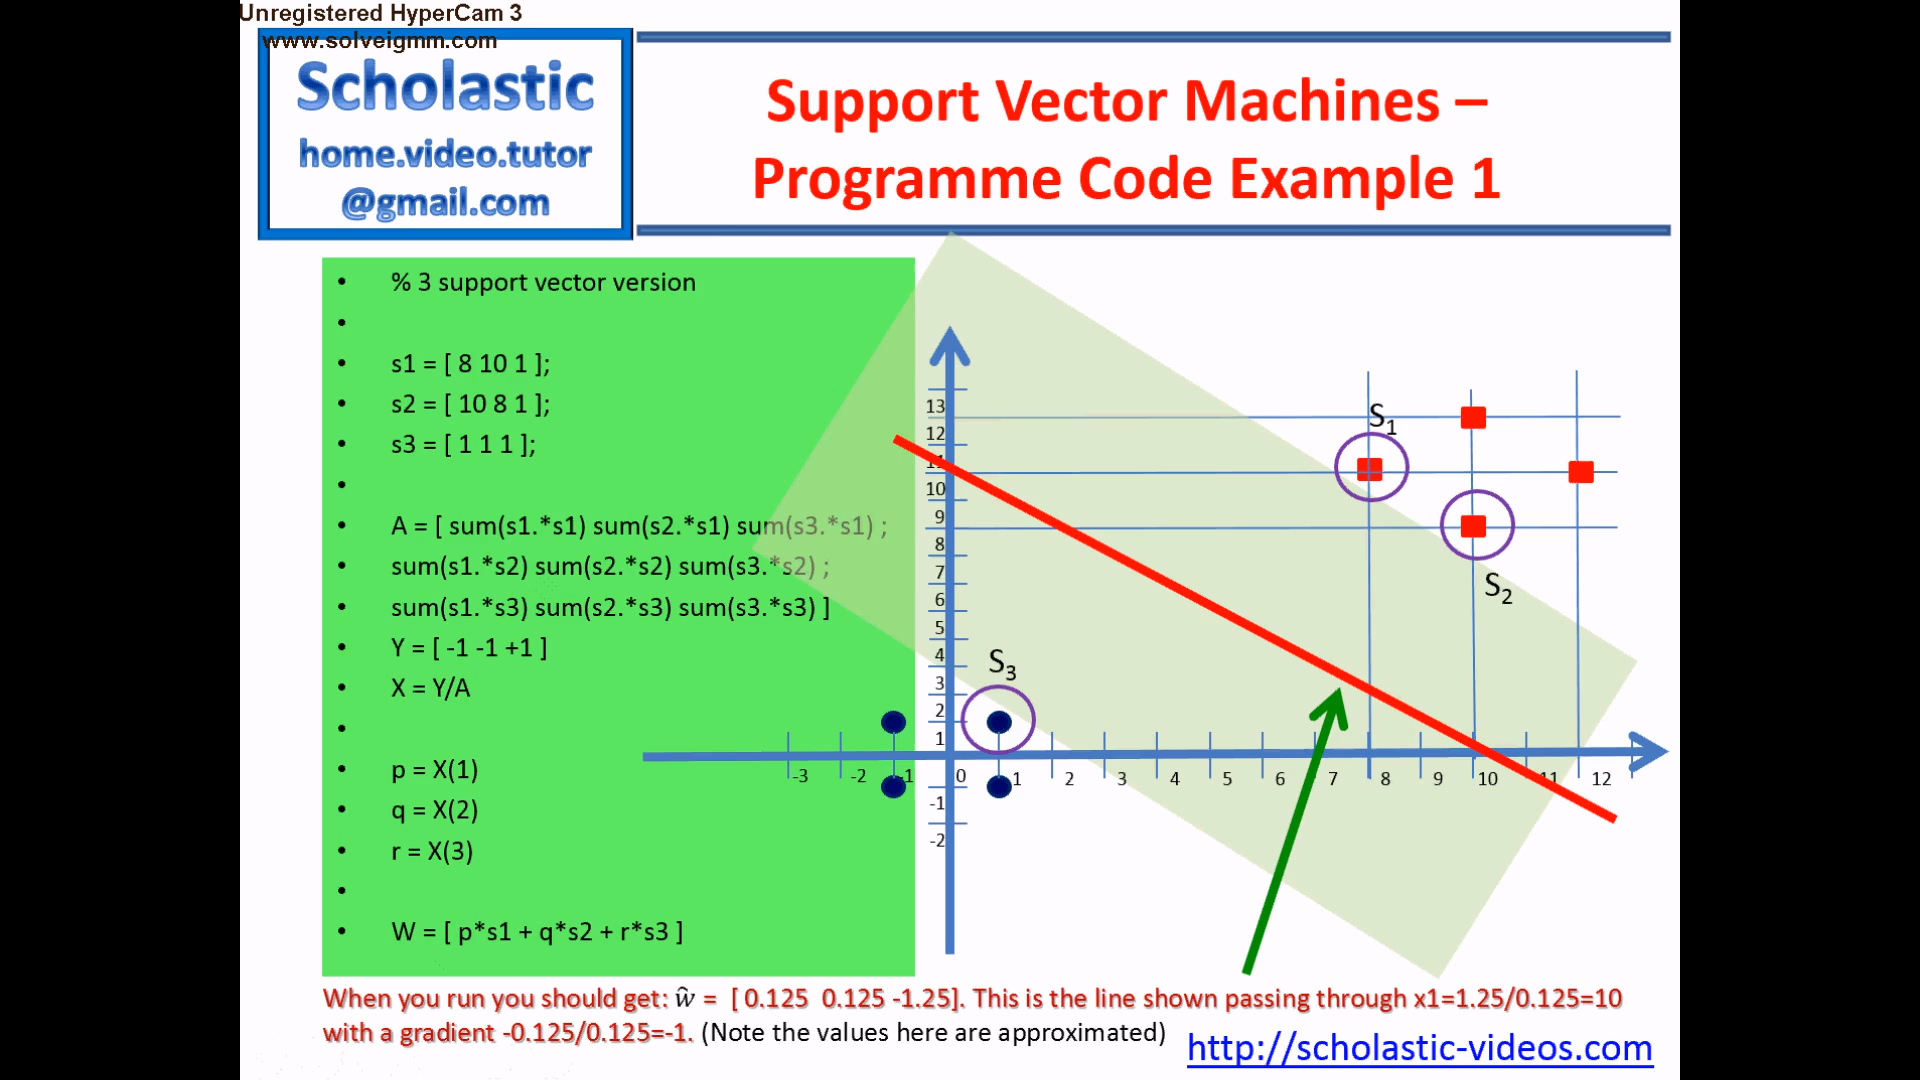 Unregistered HyperCam 3
www.solveigmm.com
Scholastic
home.video.tutor
@gmail.com
Support Vector Machines –
Programme Code Example 1
• % 3 support vector version
•
• s1 = [ 8 10 1 ];
• s2 = [ 10 8 1 ];
• s3 = [ 1 1 1 ];
•
• A = [ sum(s1.*s1) sum(s2.*s1) sum(s3.*s1) ;
• sum(s1.*s2) sum(s2.*s2) sum(s3.*s2) ;
• sum(s1.*s3) sum(s2.*s3) sum(s3.*s3) ]
• Y = [ -1 -1 +1 ]
• X = Y/A
•
• p = X(1)
• q = X(2)
• r = X(3)
•
• W = [ p*s1 + q*s2 + r*s3 ]
13
12
11
10
9
8
7
6
5
4
3
2
1
-3 -2 -1 0 1 2 3 4 5 6 7 8 9 10 11 12
-1
-2
S1
S2
S3
When you run you should get: ŵ = [ 0.125 0.125 -1.25]. This is the line shown passing through x1=1.25/0.125=10
with a gradient -0.125/0.125=-1. (Note the values here are approximated)
http://scholastic-videos.com